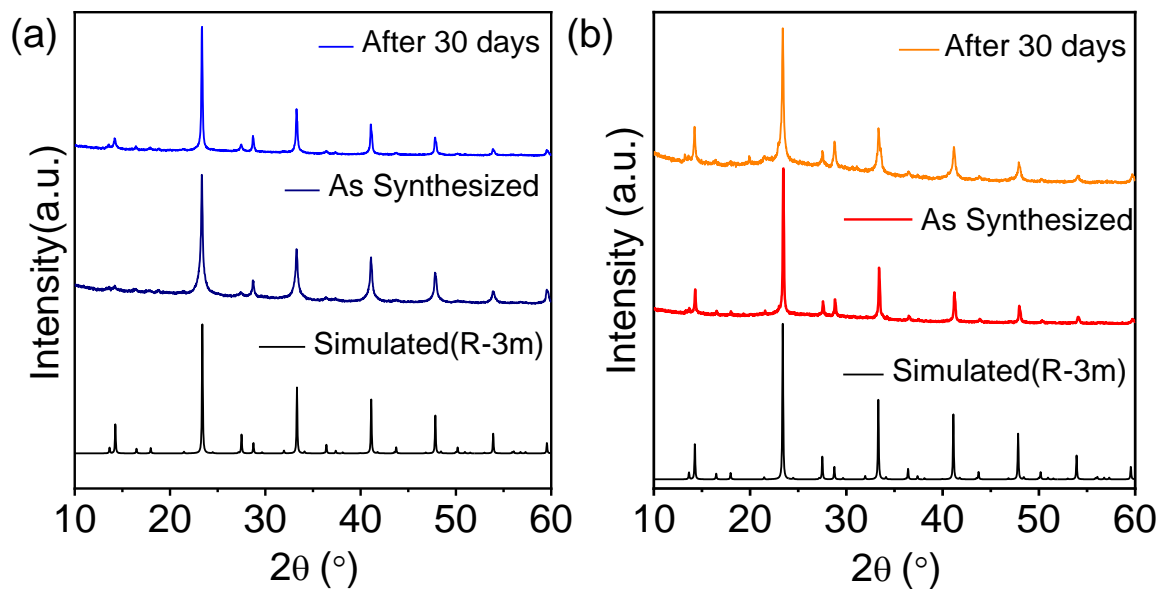 (a)
After 30 days
As Synthesized
Simulated(R-3m)
Intensity(a.u.)
10 20 30 40 50 60
2θ (°)
(b)
After 30 days
As Synthesized
Simulated(R-3m)
Intensity (a.u.)
10 20 30 40 50 60
2θ (°)